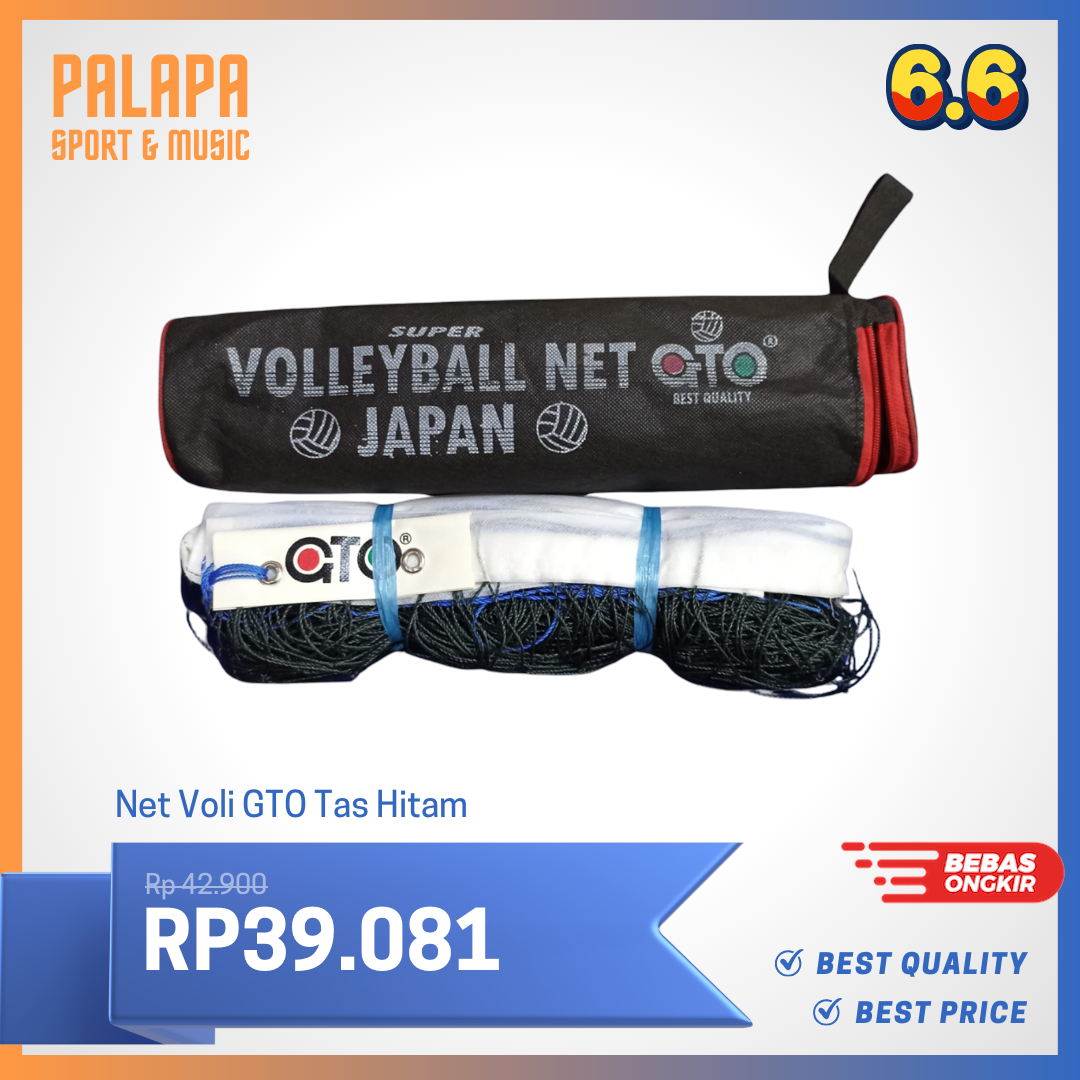 PALAPA
SPORT & MUSIC
6.6
SUPER
VOLLEYBALL NET GTO®
BEST QUALITY
JAPAN
GTO®
Net Voli GTO Tas Hitam
Rp 42.900
RP39.081
BEBAS
ONGKIR
BEST QUALITY
BEST PRICE